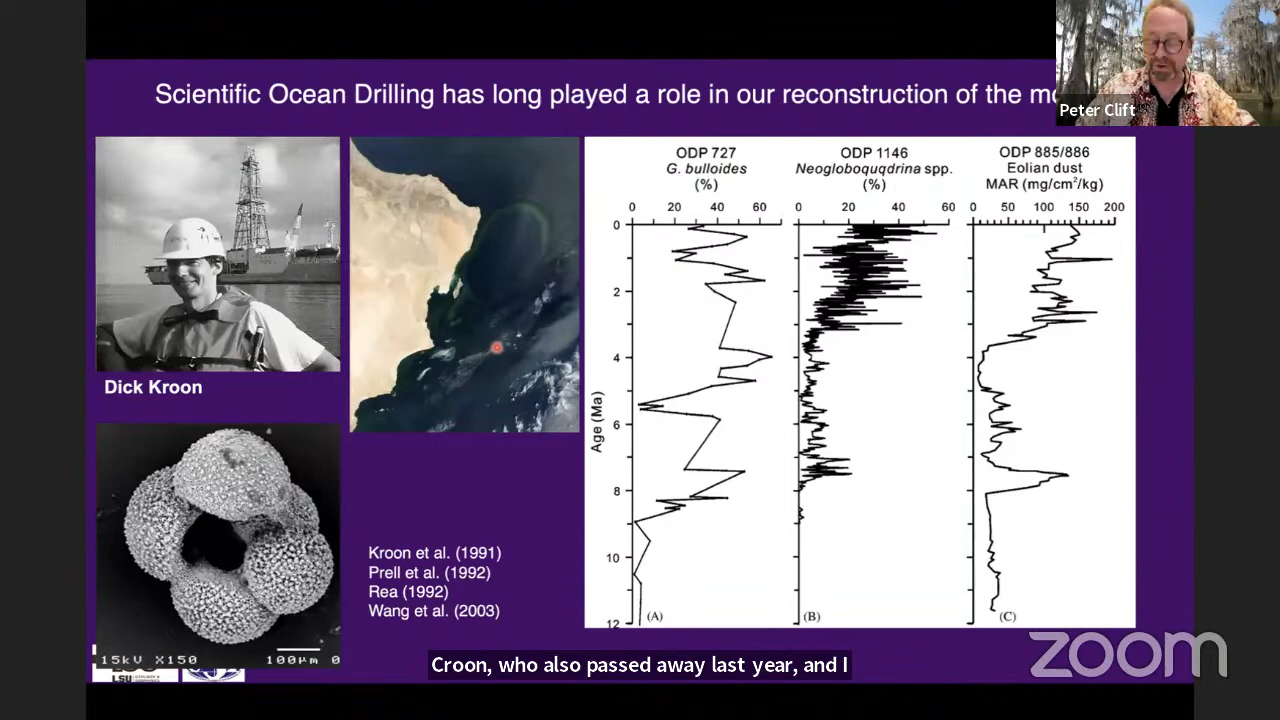 Scientific Ocean Drilling has long played a role in our reconstruction of the mo
Peter Clift
Dick Kroon
ODP 727
G. bulloides
(%)
0 20 40 60
ODP 1146
Neogloboquqdrina spp.
(%)
0 20 40 60
ODP 885/886
Eolian dust
MAR (mg/cm²/kg)
0 50 100 150 200
Age (Ma)
0
2
4
6
8
10
12
(A)
(B)
(C)
Kroon et al. (1991)
Prell et al. (1992)
Rea (1992)
Wang et al. (2003)
15kV X150 100µm 0
LSU
Croon, who also passed away last year, and I
zoom